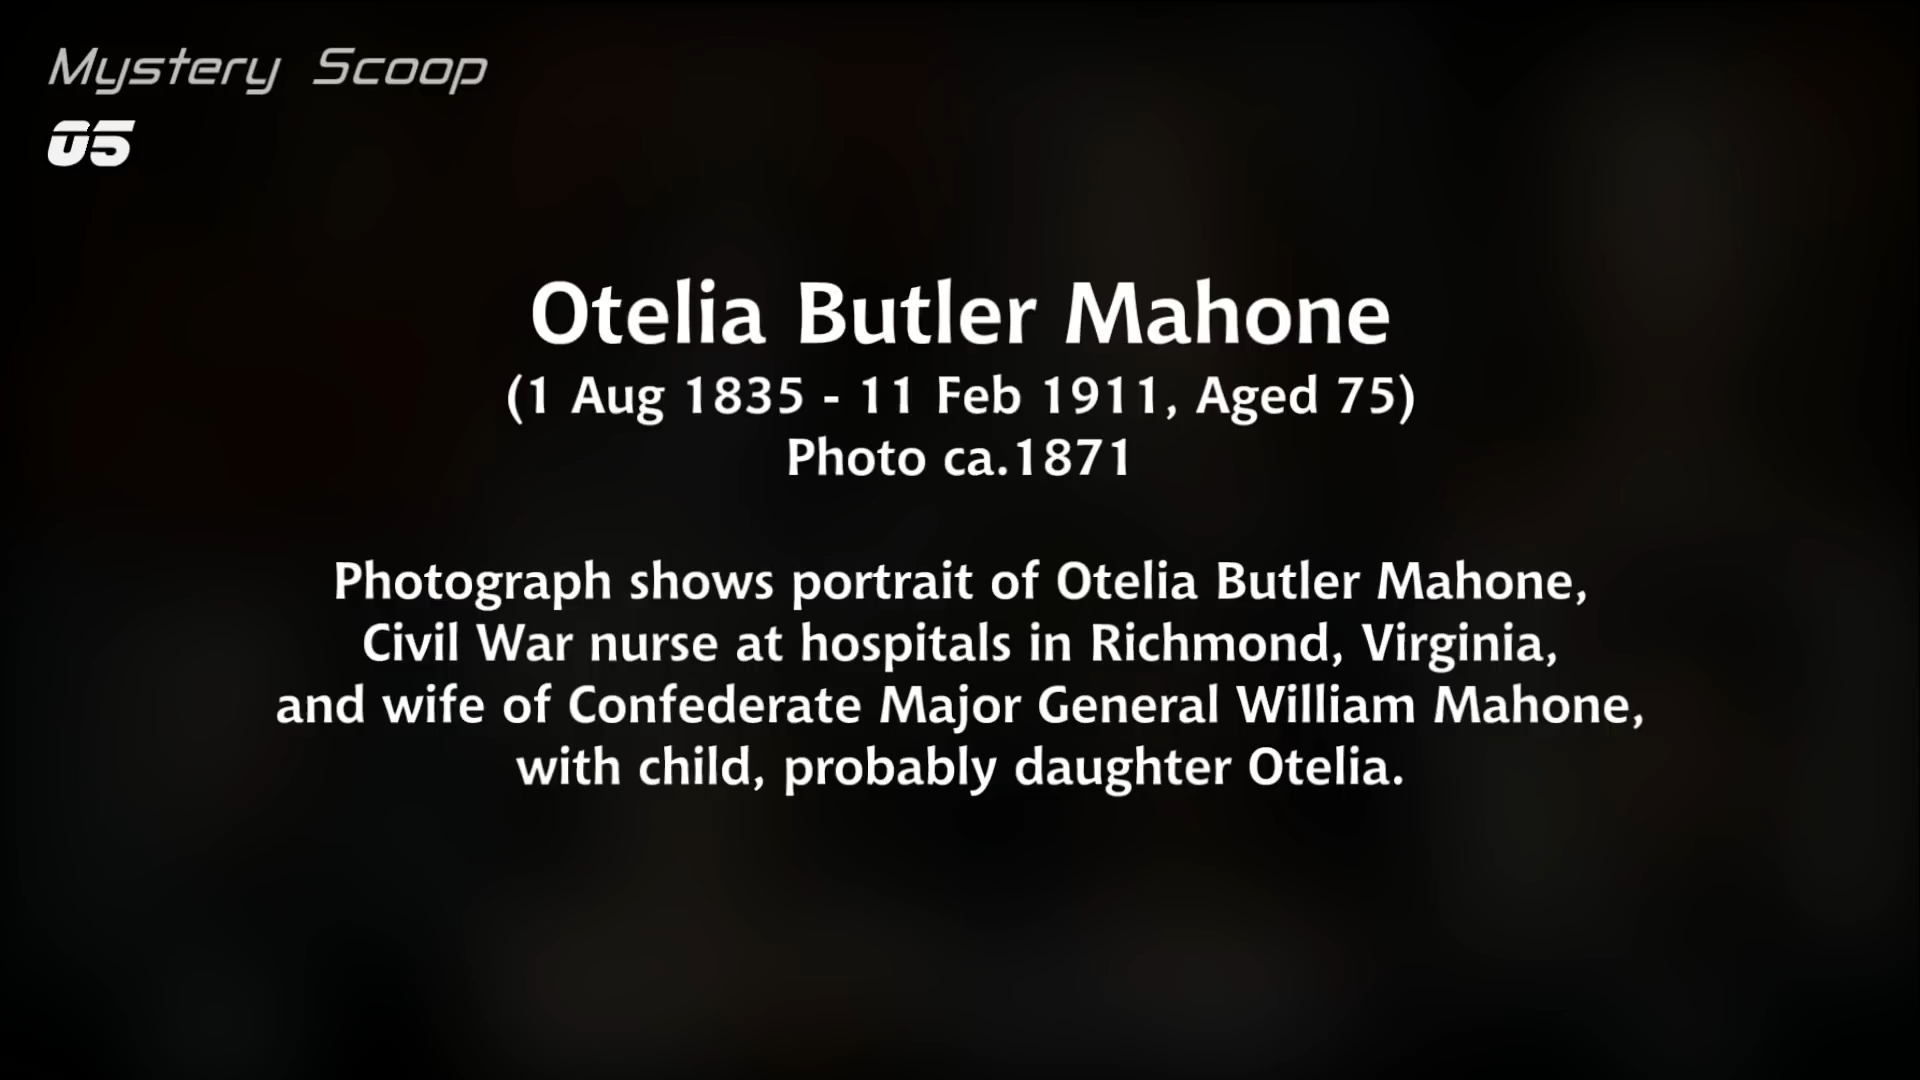 Mystery Scoop
05
Otelia Butler Mahone
(1 Aug 1835 - 11 Feb 1911, Aged 75)
Photo ca.1871
Photograph shows portrait of Otelia Butler Mahone,
Civil War nurse at hospitals in Richmond, Virginia,
and wife of Confederate Major General William Mahone,
with child, probably daughter Otelia.